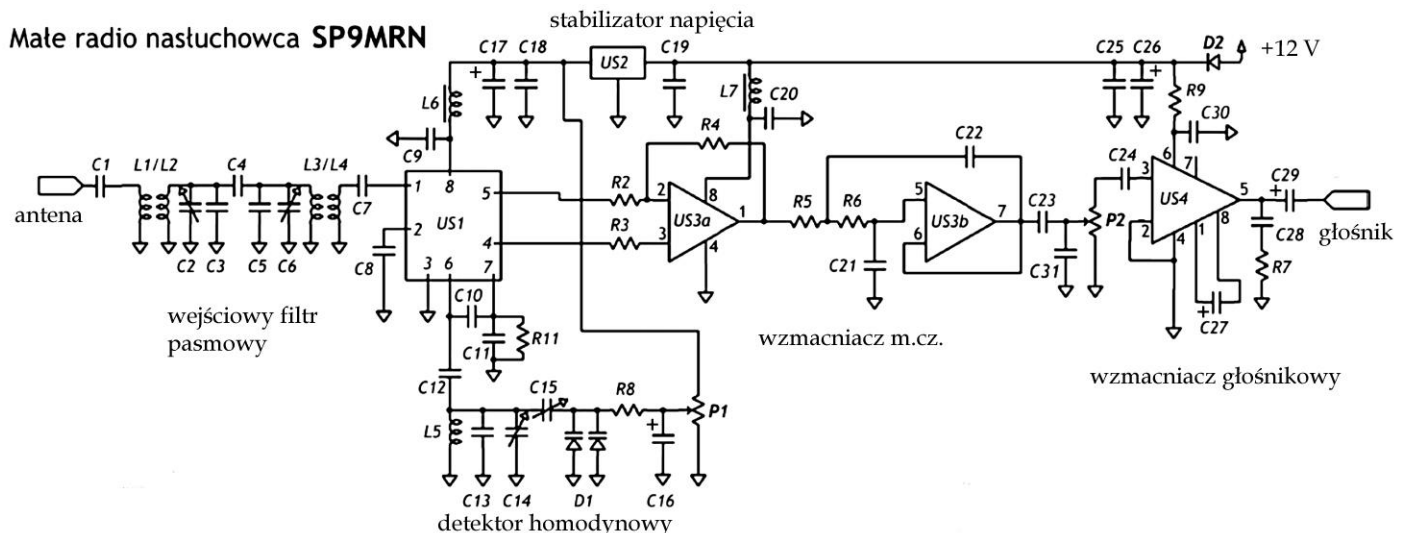 Małe radio nasłuchowca SP9MRN
stabilizator napięcia
C17 C18 US2 C19 C25 C26 D2 +12 V
+ +
L6 L7 C20 R9
C9 R4 C30
C22
C1 L1/L2 C4 L3/L4 C24 6 7 C29
antena C7 1 8 5 R2 2 8 R5 R6 5 C23 3 US4 5 +
US1 US3a 1 US3b 7 P2 8 głośnik
2 4 R3 3 4 6 2 4 1 C28
C2 C3 C5 C6 C8 3 6 7 C21 C31 R7
C10 + C27
wejściowy filtr
pasmowy
C11 R11 wzmacniacz m.cz.
wzmacniacz głośnikowy
C12 C15 R8 P1
L5 +
C13 C14 D1 C16
detektor homodynowy